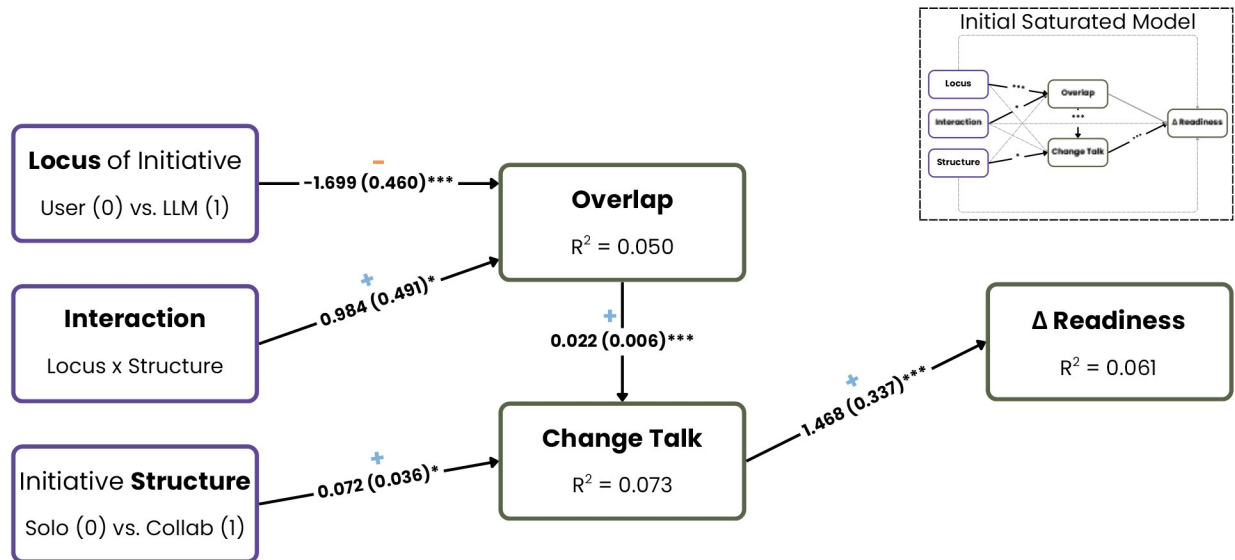 Initial Saturated Model
Locus
Interaction
Structure
Overlap
Change Talk
Δ Readiness
***
*
***
*
***
Locus of Initiative
User (0) vs. LLM (1)
−
-1.699 (0.460)***
Overlap
R² = 0.050
Interaction
Locus x Structure
+
0.984 (0.491)*
+
0.022 (0.006)***
Initiative Structure
Solo (0) vs. Collab (1)
+
0.072 (0.036)*
Change Talk
R² = 0.073
+
1.468 (0.337)***
Δ Readiness
R² = 0.061